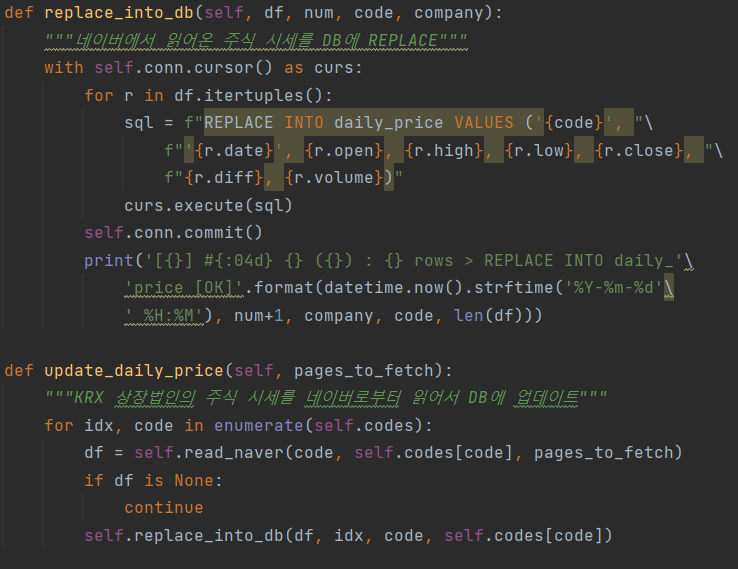 def replace_into_db(self, df, num, code, company):
    """네이버에서 읽어온 주식 시세를 DB에 REPLACE"""
    with self.conn.cursor() as curs:
        for r in df.itertuples():
            sql = f"REPLACE INTO daily_price VALUES ('{code}', "\
                f"'{r.date}', {r.open}, {r.high}, {r.low}, {r.close}, "\
                f"{r.diff}, {r.volume})"
            curs.execute(sql)
        self.conn.commit()
        print('[{}] #{:04d} {} ({}) : {} rows > REPLACE INTO daily_'\
            'price [OK]'.format(datetime.now().strftime('%Y-%m-%d'\
            ' %H:%M'), num+1, company, code, len(df)))
def update_daily_price(self, pages_to_fetch):
    """KRX 상장법인의 주식 시세를 네이버로부터 읽어서 DB에 업데이트"""
    for idx, code in enumerate(self.codes):
        df = self.read_naver(code, self.codes[code], pages_to_fetch)
        if df is None:
            continue
        self.replace_into_db(df, idx, code, self.codes[code])